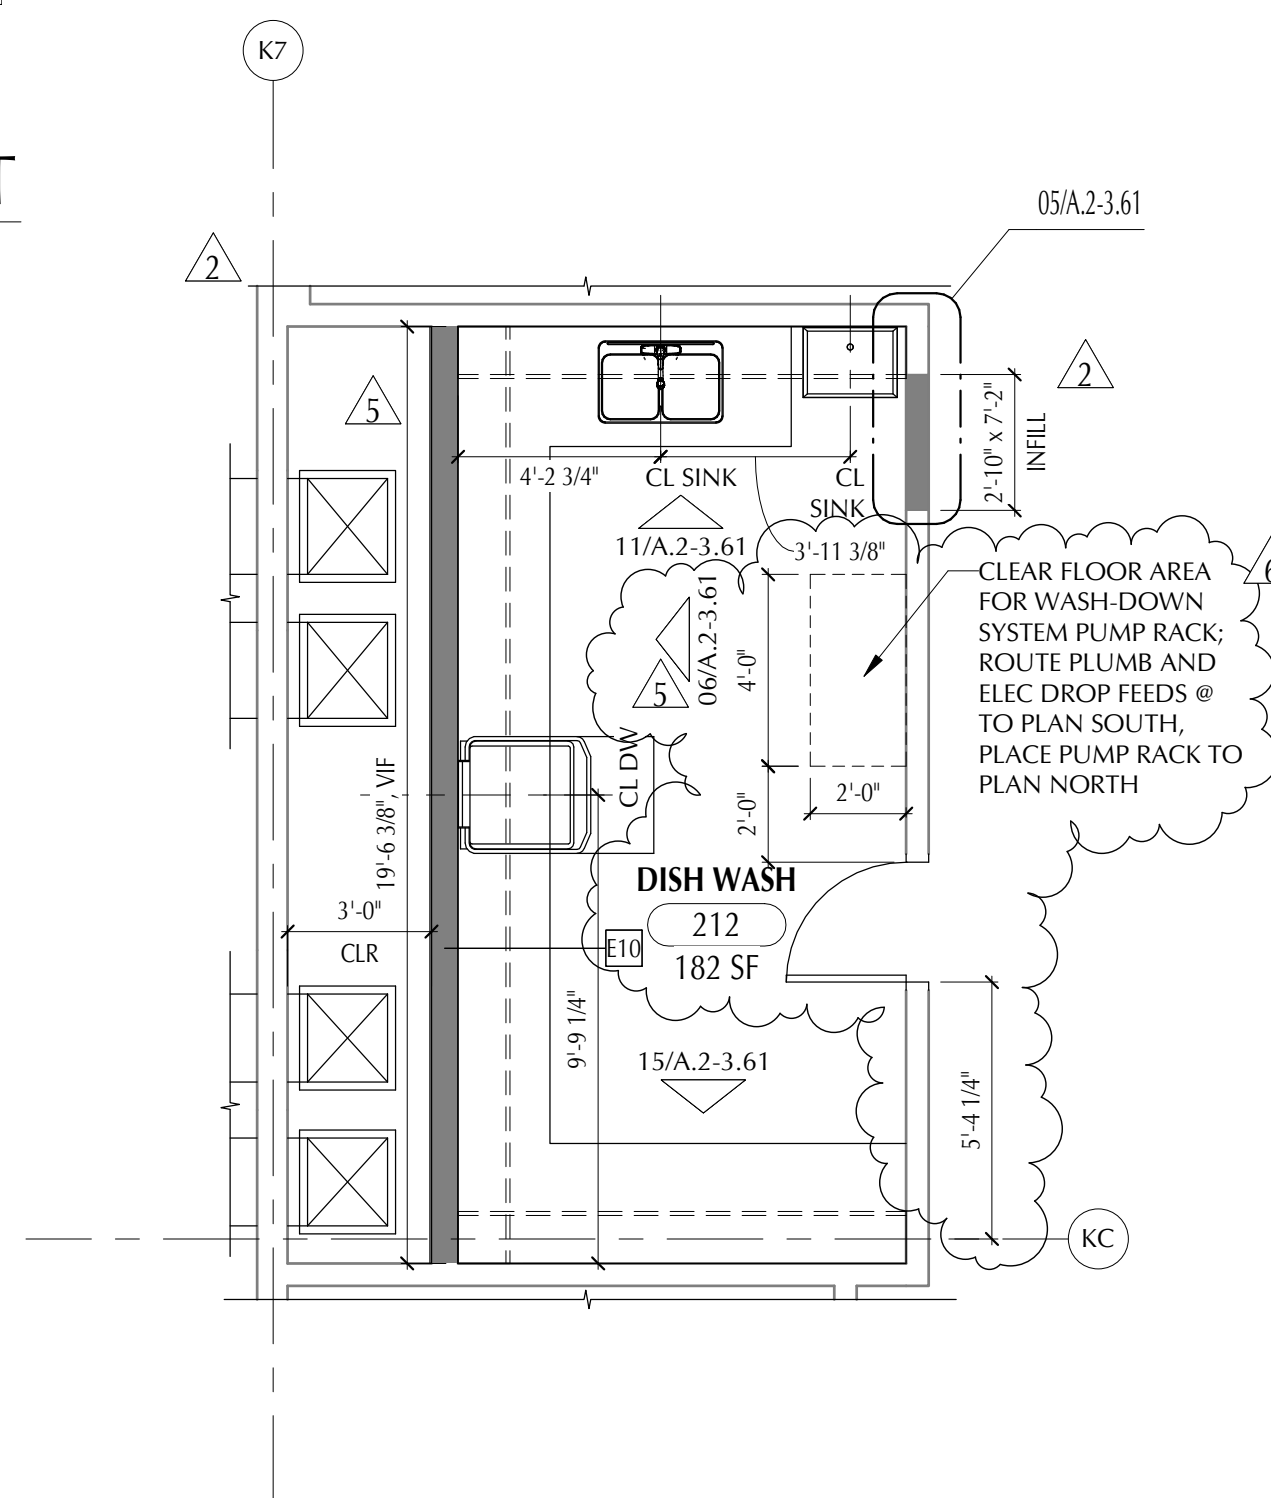 K7
T
05/A.2-3.61
2
2
5
2'-10" x 7'-2"
INFILL
4'-2 3/4"
CL SINK
CL
SINK
11/A.2-3.61
3'-11 3/8"
06/A.2-3.61
5
4'-0"
CLEAR FLOOR AREA
FOR WASH-DOWN
SYSTEM PUMP RACK;
ROUTE PLUMB AND
ELEC DROP FEEDS @
TO PLAN SOUTH,
PLACE PUMP RACK TO
PLAN NORTH
6
CL DW
19'-6 3/8", VIF
2'-0"
2'-0"
DISH WASH
212
182 SF
3'-0"
CLR
E10
9'-9 1/4"
15/A.2-3.61
5'-4 1/4"
KC